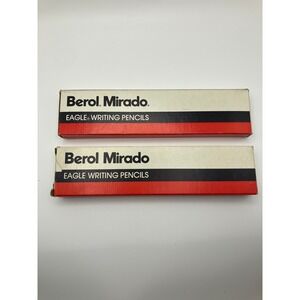 Berol. Mirado.
EAGLE® WRITING PENCILS
Berol Mirado
EAGLE WRITING PENCILS